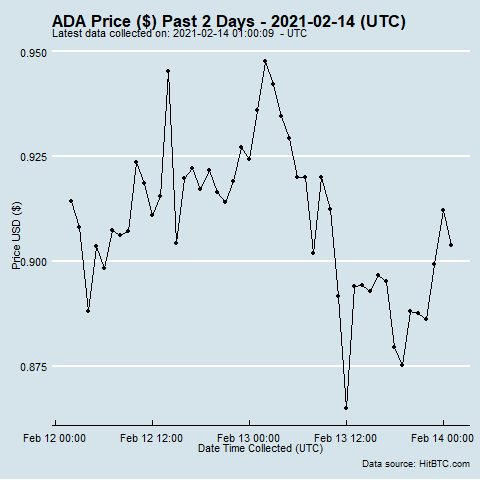 ADA Price ($) Past 2 Days - 2021-02-14 (UTC)
Latest data collected on: 2021-02-14 01:00:09  - UTC
0.950
0.925
0.900
0.875
Price USD ($)
Feb 12 00:00
Feb 12 12:00
Feb 13 00:00
Feb 13 12:00
Feb 14 00:00
Date Time Collected (UTC)
Data source: HitBTC.com